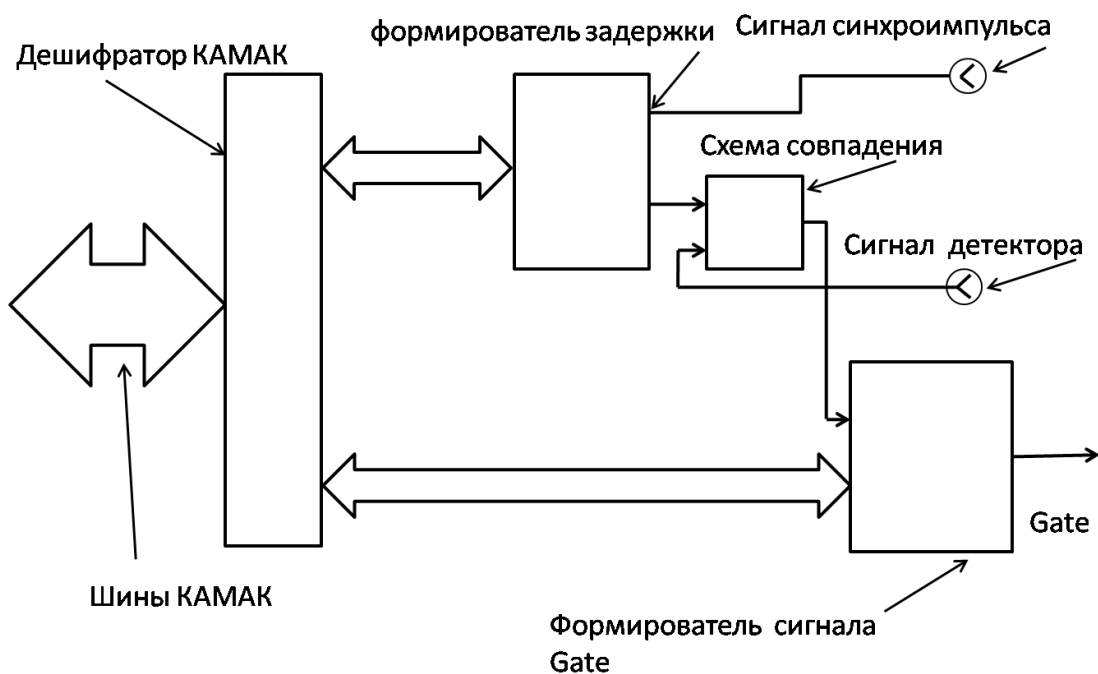 Дешифратор КАМАК
формирователь задержки
Сигнал синхроимпульса
Схема совпадения
Сигнал детектора
Gate
Шины КАМАК
Формирователь сигнала
Gate